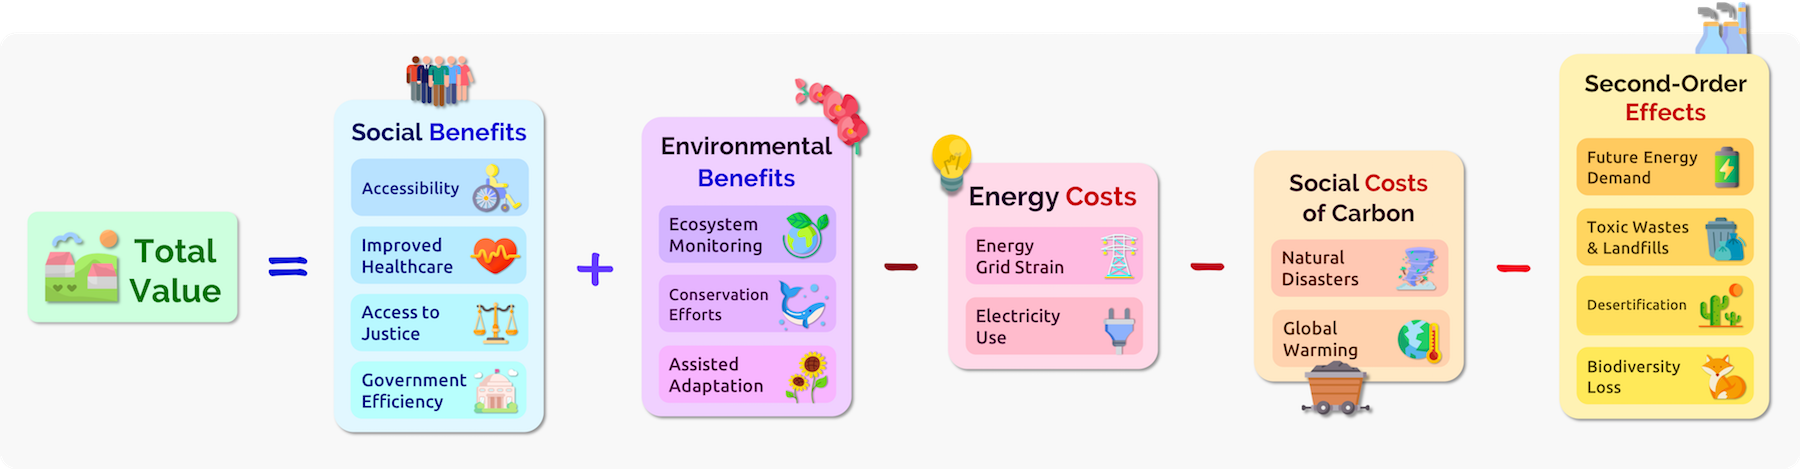 Total
Value
=
Social Benefits
Accessibility
Improved
Healthcare
Access to
Justice
Government
Efficiency
+
Environmental
Benefits
Ecosystem
Monitoring
Conservation
Efforts
Assisted
Adaptation
-
Energy Costs
Energy
Grid Strain
Electricity
Use
-
Social Costs
of Carbon
Natural
Disasters
Global
Warming
-
Second-Order
Effects
Future Energy
Demand
Toxic Wastes
& Landfills
Desertification
Biodiversity
Loss